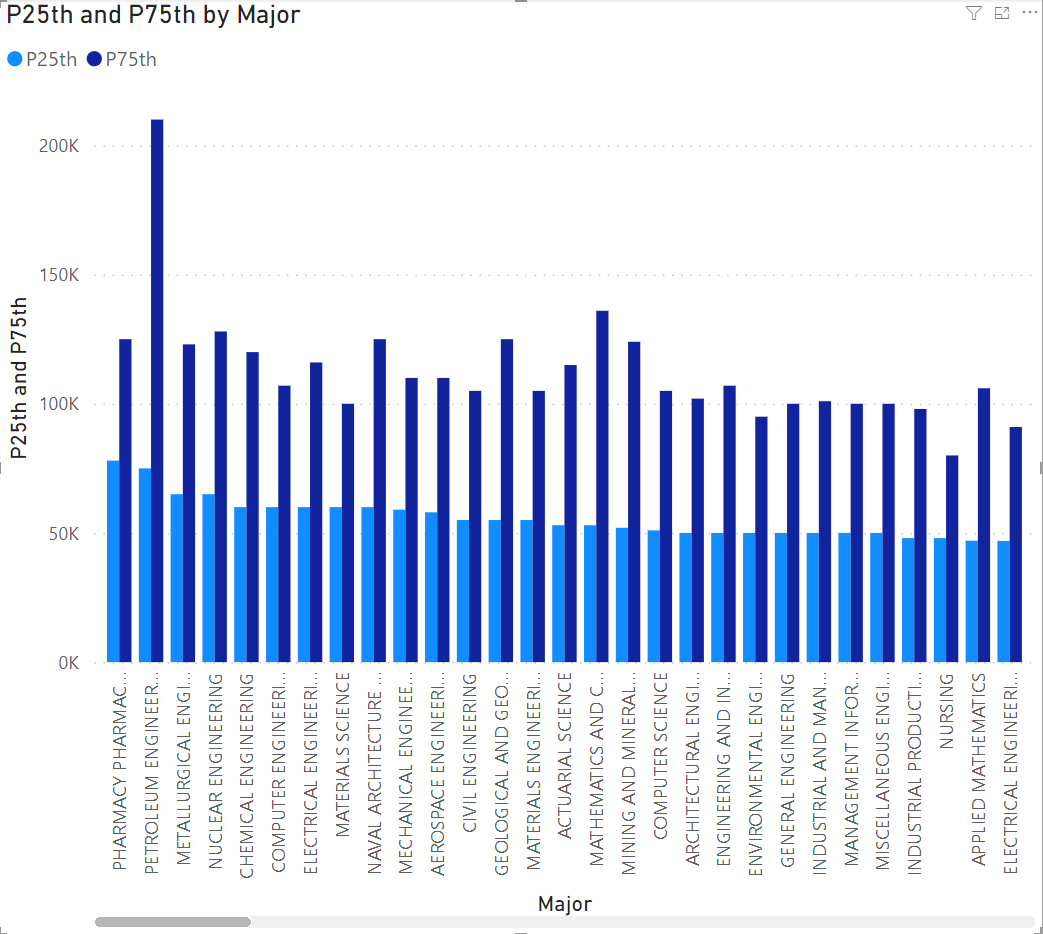 P25th and P75th by Major
P25th P75th
200K
150K
100K
50K
0K
P25th and P75th
PHARMACY PHARMAC...
PETROLEUM ENGINEER...
METALLURGICAL ENGI...
NUCLEAR ENGINEERING
CHEMICAL ENGINEERING
COMPUTER ENGINEERI...
ELECTRICAL ENGINEERI...
MATERIALS SCIENCE
NAVAL ARCHITECTURE ...
MECHANICAL ENGINEE...
AEROSPACE ENGINEERI...
CIVIL ENGINEERING
GEOLOGICAL AND GEO...
MATERIALS ENGINEERI...
ACTUARIAL SCIENCE
MATHEMATICS AND C...
MINING AND MINERAL...
COMPUTER SCIENCE
ARCHITECTURAL ENGI...
ENGINEERING AND IN...
ENVIRONMENTAL ENGI...
GENERAL ENGINEERING
INDUSTRIAL AND MAN...
MANAGEMENT INFOR...
MISCELLANEOUS ENGI...
INDUSTRIAL PRODUCTI...
NURSING
APPLIED MATHEMATICS
ELECTRICAL ENGINEERI...
Major